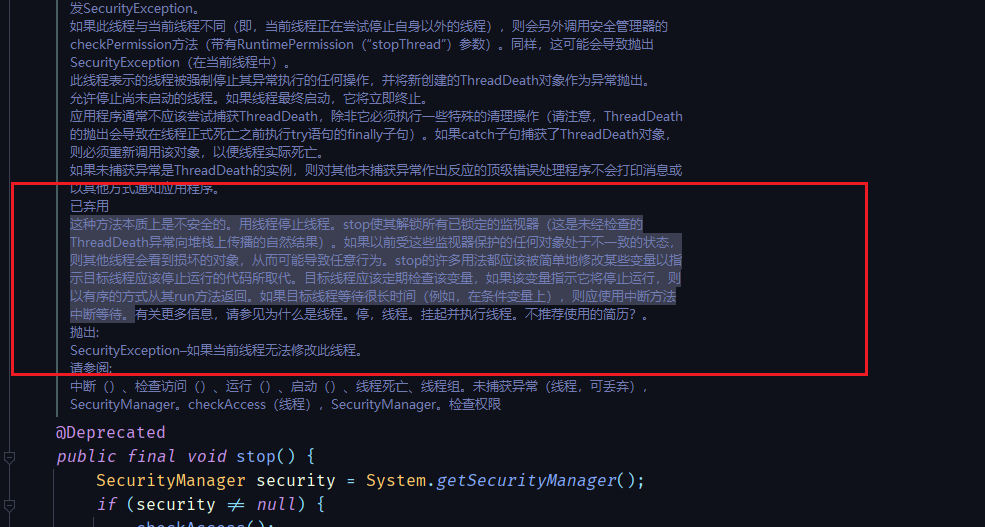 发SecurityException。
如果此线程与当前线程不同（即，当前线程正在尝试停止自身以外的线程），则会另外调用安全管理器的
checkPermission方法（带有RuntimePermission（“stopThread”）参数）。同样，这可能会导致抛出
SecurityException（在当前线程中）。
此线程表示的线程被强制停止其异常执行的任何操作，并将新创建的ThreadDeath对象作为异常抛出。
允许停止尚未启动的线程。如果线程最终启动，它将立即终止。
应用程序通常不应该尝试捕获ThreadDeath，除非它必须执行一些特殊的清理操作（请注意，ThreadDeath
的抛出会导致在线程正式死亡之前执行try语句的finally子句）。如果catch子句捕获了ThreadDeath对象，
则必须重新调用该对象，以便线程实际死亡。
如果未捕获异常是ThreadDeath的实例，则对其他未捕获异常作出反应的顶级错误处理程序不会打印消息或
以其他方式通知应用程序。
已弃用
这种方法本质上是不安全的。用线程停止线程。stop使其解锁所有已锁定的监视器（这是未经检查的
ThreadDeath异常向堆栈上传播的自然结果）。如果以前受这些监视器保护的任何对象处于不一致的状态，
则其他线程会看到损坏的对象，从而可能导致任意行为。stop的许多用法都应该被简单地修改某些变量以指
示目标线程应该停止运行的代码所取代。目标线程应该定期检查该变量，如果该变量指示它将停止运行，则
以有序的方式从其run方法返回。如果目标线程等待很长时间（例如，在条件变量上），则应使用中断方法
中断等待。有关更多信息，请参见为什么是线程。停，线程。挂起并执行线程。不推荐使用的简历？。
抛出:
SecurityException–如果当前线程无法修改此线程。
请参阅:
中断（）、检查访问（）、运行（）、启动（）、线程死亡、线程组。未捕获异常（线程，可丢弃），
SecurityManager。checkAccess（线程），SecurityManager。检查权限
@Deprecated
public final void stop() {
SecurityManager security = System.getSecurityManager();
if (security ≠ null) {
checkAccess();